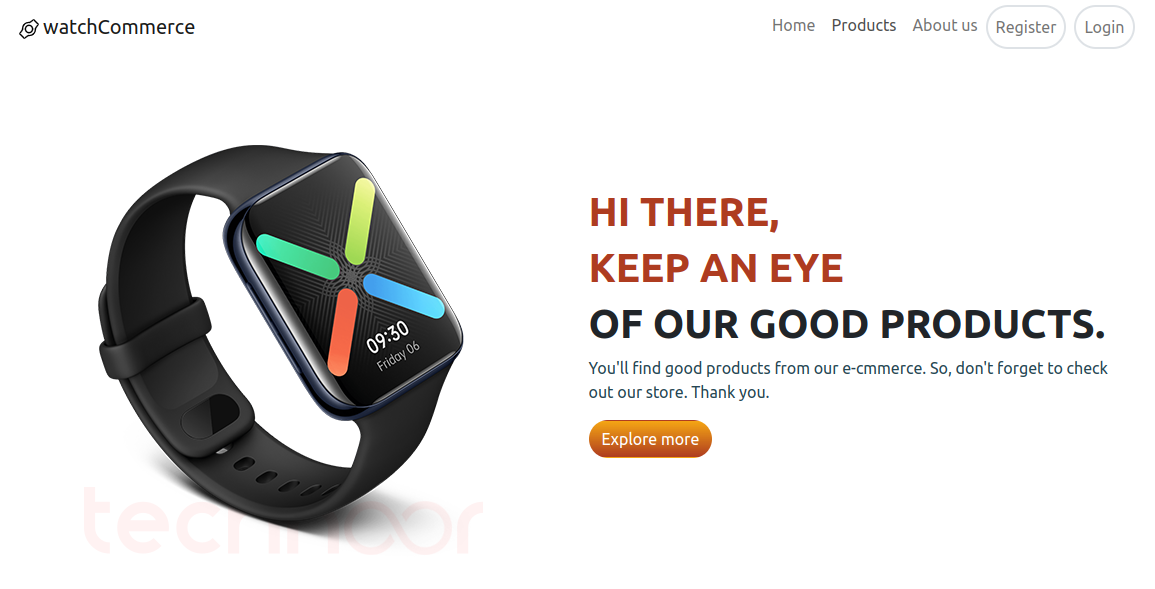 watchCommerce
Home Products About us Register Login
HI THERE,
KEEP AN EYE
OF OUR GOOD PRODUCTS.
You'll find good products from our e-cmmerce. So, don't forget to check
out our store. Thank you.
Explore more
09:30
Friday 06
technoor